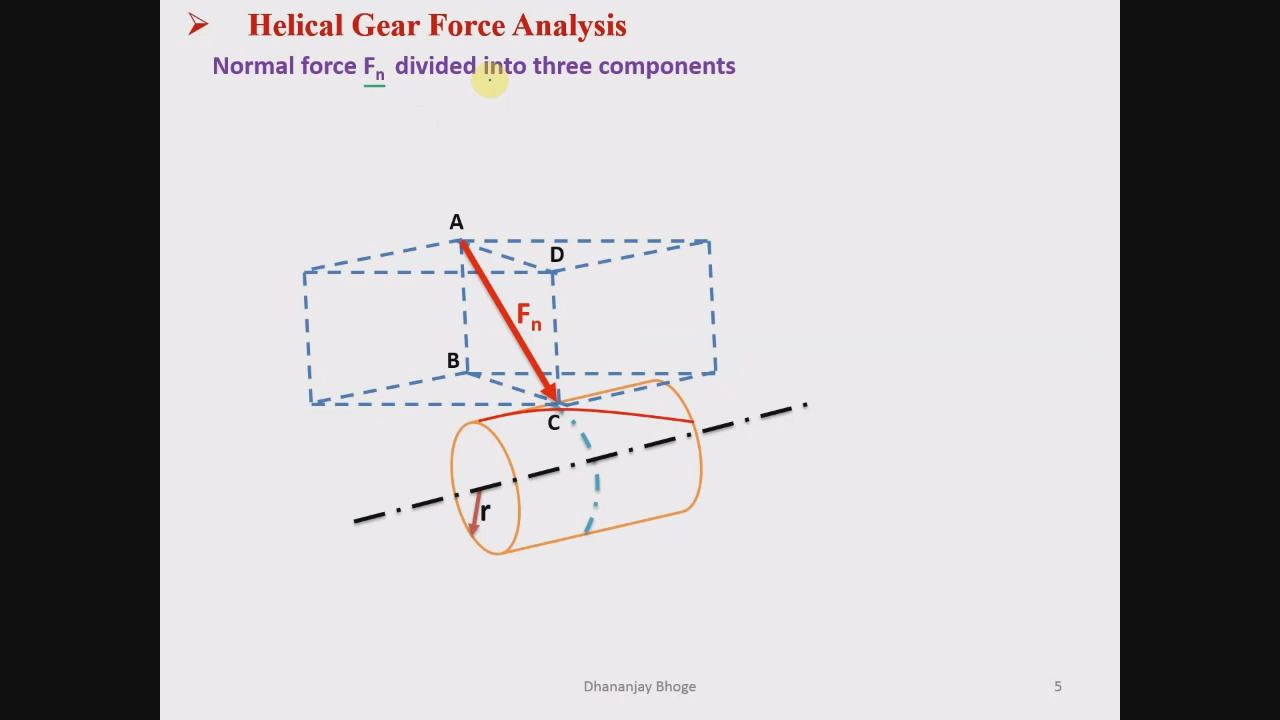 Helical Gear Force Analysis
Normal force Fn divided into three components
A
D
Fn
B
C
r
Dhananjay Bhoge
5